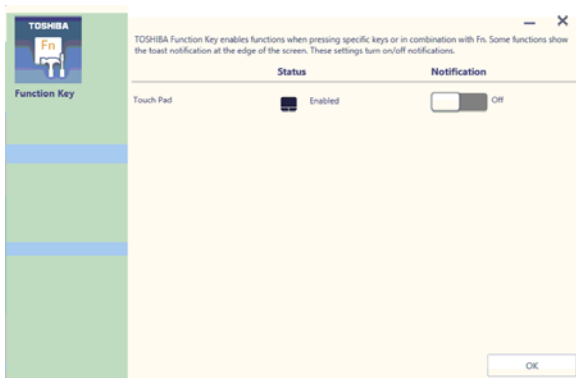 TOSHIBA
Fn
Function Key
TOSHIBA Function Key enables functions when pressing specific keys or in combination with Fn. Some functions show
the toast notification at the edge of the screen. These settings turn on/off notifications.
Status Notification
Touch Pad Enabled Off
OK